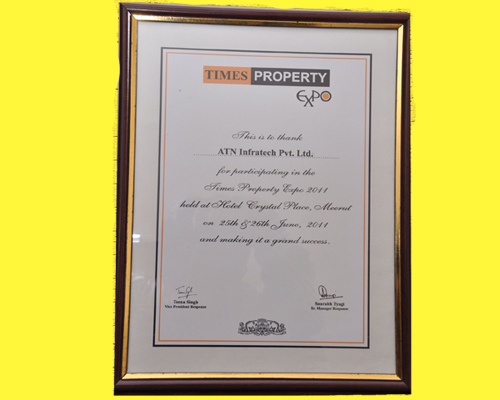 TIMES PROPERTY
EXPO
This is to thank
ATN Infratech Pvt. Ltd.
for participating in the
Times Property Expo 2011
held at Hotel Crystal Place, Meerut
on 25th & 26th June, 2011
and making it a grand success.
Teena Singh
Vice President Response
Saurabh Tyagi
Sr. Manager Response